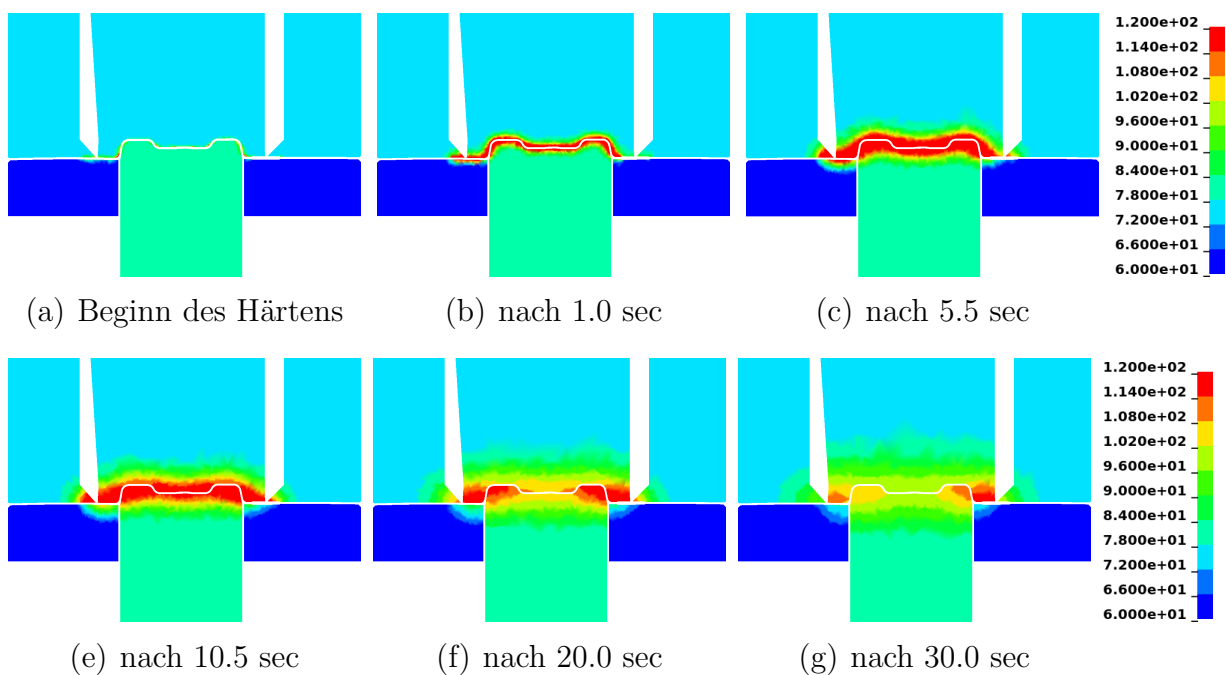 1.200e+02
1.140e+02
1.080e+02
1.020e+02
9.600e+01
9.000e+01
8.400e+01
7.800e+01
7.200e+01
6.600e+01
6.000e+01
(a) Beginn des Härtens
(b) nach 1.0 sec
(c) nach 5.5 sec
1.200e+02
1.140e+02
1.080e+02
1.020e+02
9.600e+01
9.000e+01
8.400e+01
7.800e+01
7.200e+01
6.600e+01
6.000e+01
(e) nach 10.5 sec
(f) nach 20.0 sec
(g) nach 30.0 sec